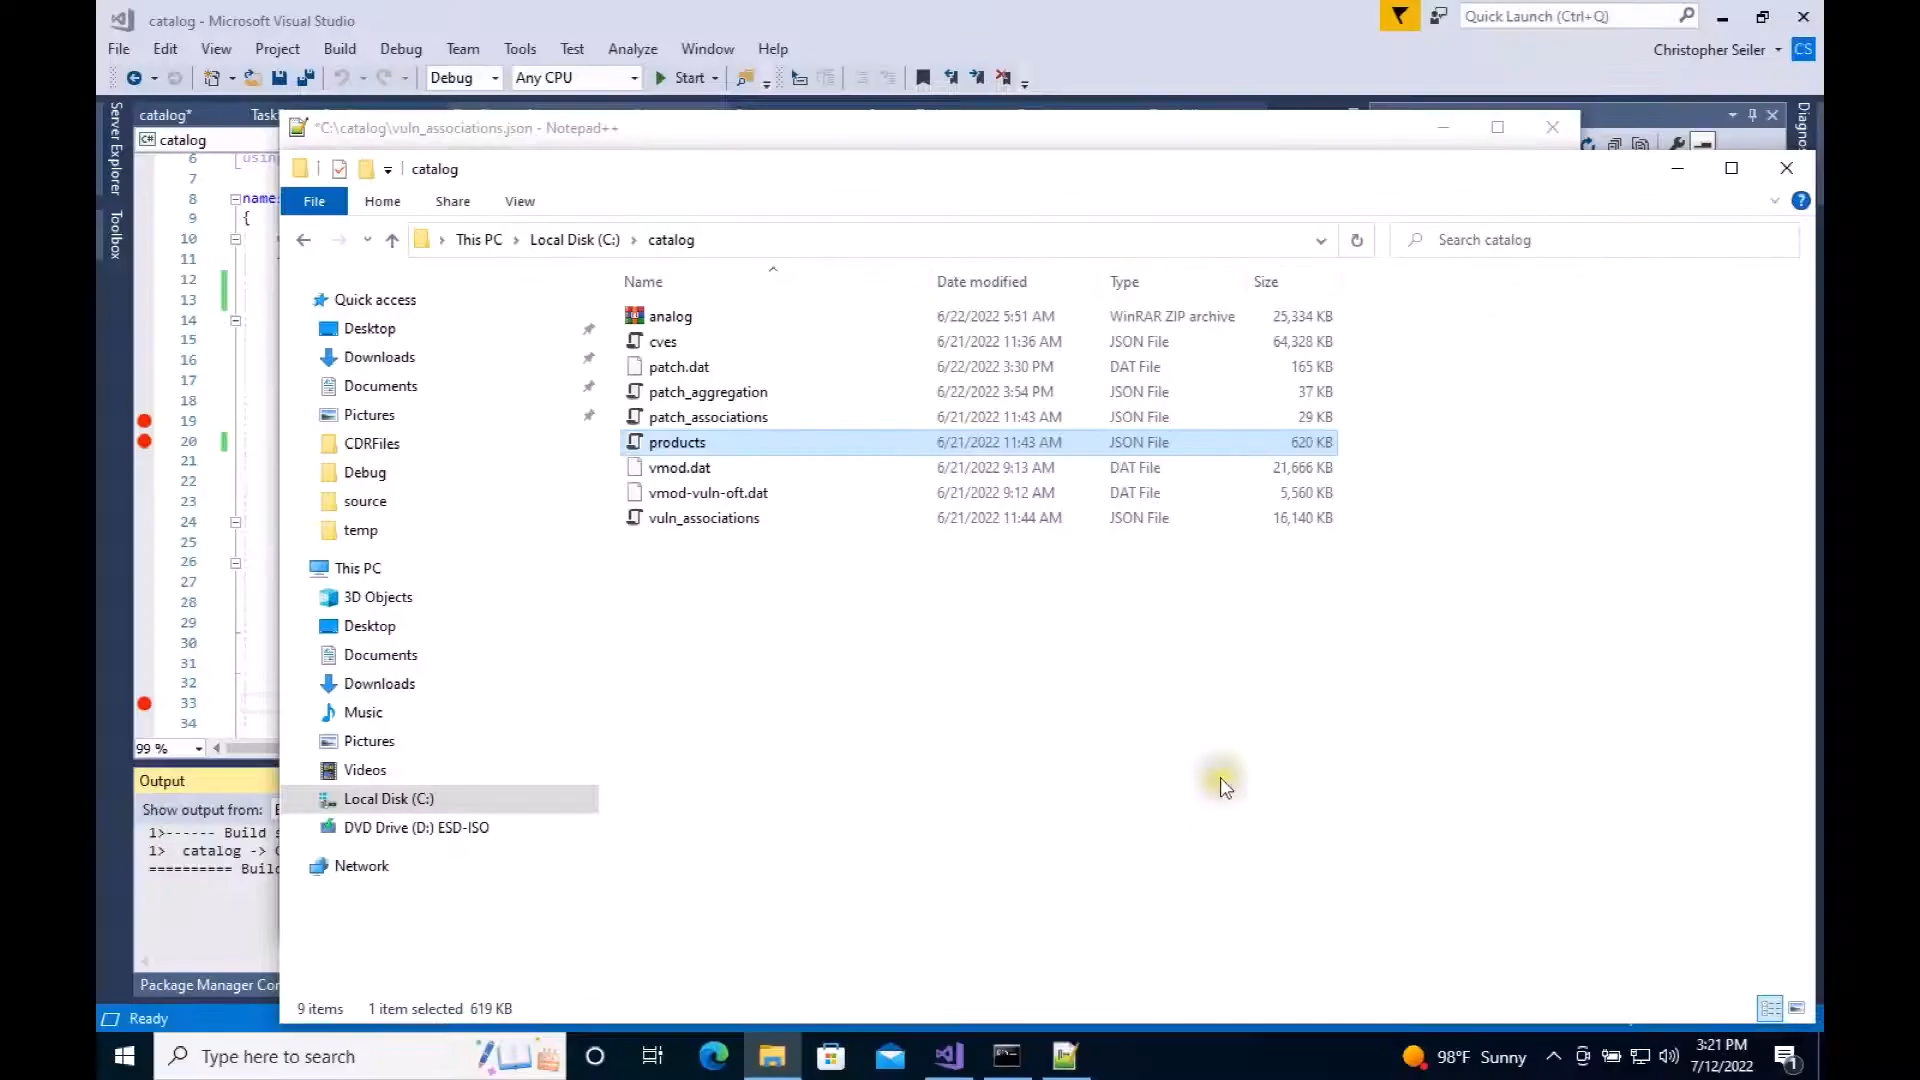 catalog - Microsoft Visual Studio
Quick Launch (Ctrl+Q)
File Edit View Project Build Debug Team Tools Test Analyze Window Help
Christopher Seiler CS
Debug Any CPU Start
Server Explorer
Toolbox
catalog* Task
*C:\catalog\vuln_associations.json - Notepad++
C# catalog
catalog
File Home Share View
This PC Local Disk (C:) catalog
Search catalog
Name Date modified Type Size
analog 6/22/2022 5:51 AM WinRAR ZIP archive 25,334 KB
cves 6/21/2022 11:36 AM JSON File 64,328 KB
patch.dat 6/22/2022 3:30 PM DAT File 165 KB
patch_aggregation 6/22/2022 3:54 PM JSON File 37 KB
patch_associations 6/21/2022 11:43 AM JSON File 29 KB
products 6/21/2022 11:43 AM JSON File 620 KB
vmod.dat 6/21/2022 9:13 AM DAT File 21,666 KB
vmod-vuln-oft.dat 6/21/2022 9:12 AM DAT File 5,560 KB
vuln_associations 6/21/2022 11:44 AM JSON File 16,140 KB
Quick access
Desktop
Downloads
Documents
Pictures
CDRFiles
Debug
source
temp
This PC
3D Objects
Desktop
Documents
Downloads
Music
Pictures
Videos
Local Disk (C:)
DVD Drive (D:) ESD-ISO
Network
9 items 1 item selected 619 KB
6 usin
7
8 names
9 {
10
11
12
13
14
15
16
17
18
19
20
21
22
23
24
25
26
27
28
29
30
31
32
33
34
99 %
Output
Show output from:
1>------ Build s
1> catalog -> C
========== Build
Package Manager Con
Ready
Type here to search
98°F Sunny
3:21 PM
7/12/2022
1